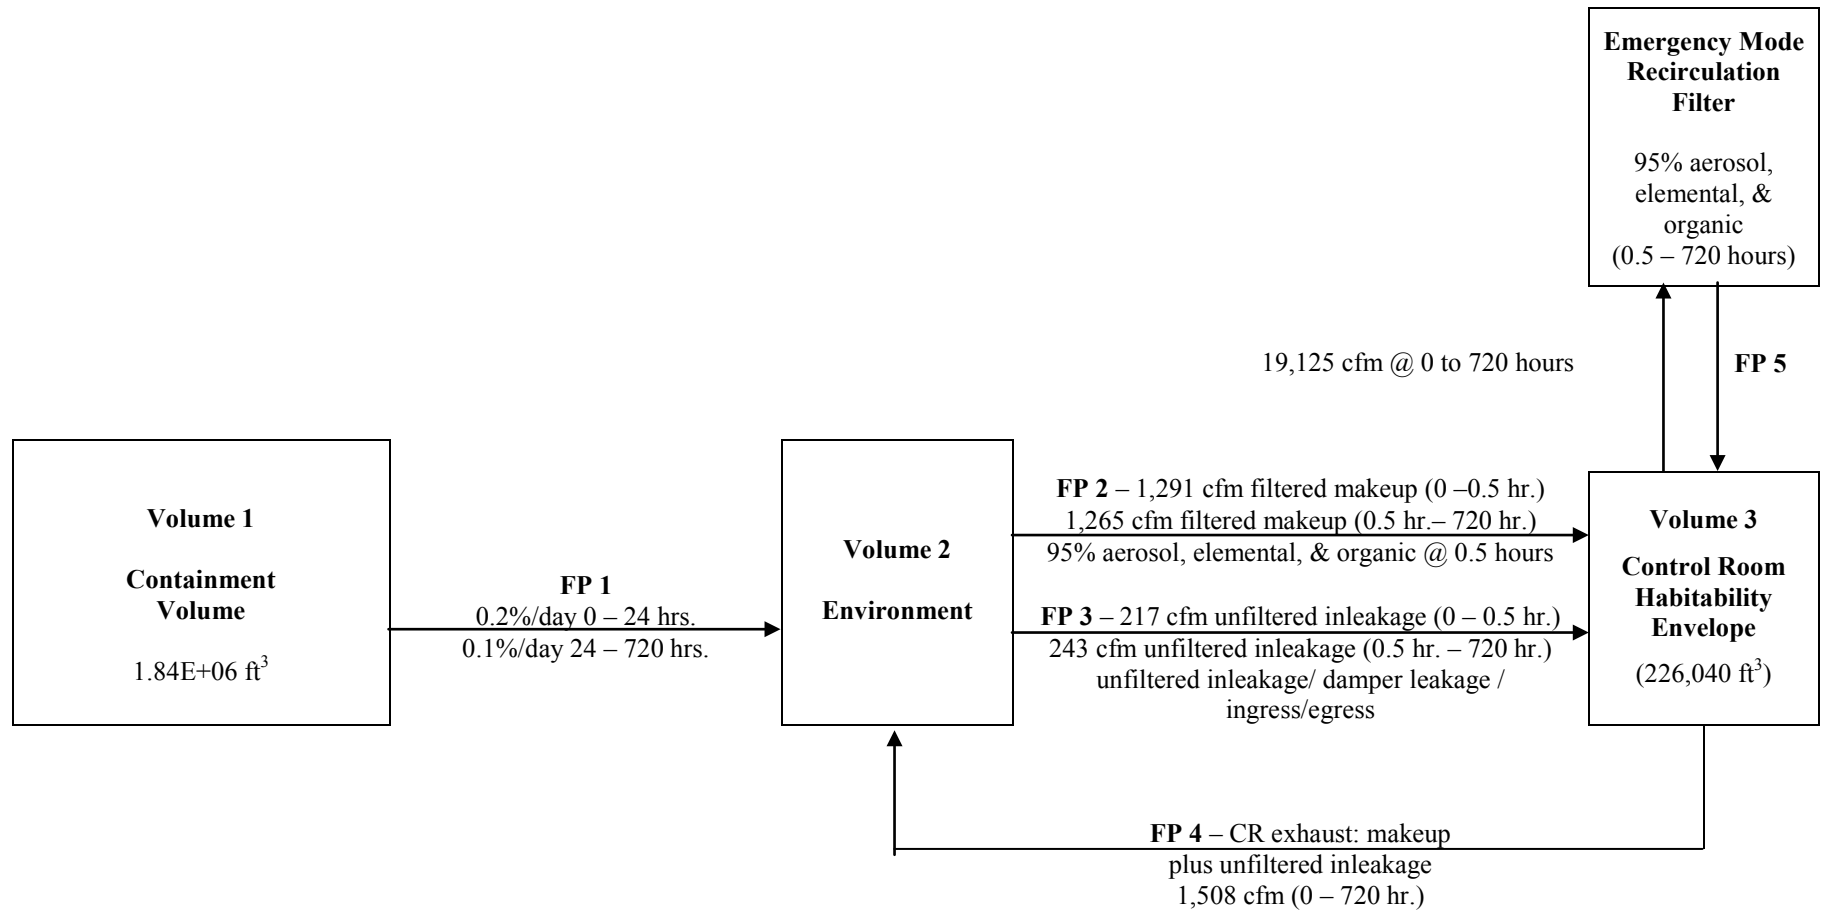 Emergency Mode
Recirculation
Filter
95% aerosol,
elemental, &
organic
(0.5 – 720 hours)
19,125 cfm @ 0 to 720 hours
FP 5
Volume 1
Containment
Volume
1.84E+06 ft³
FP 1
0.2%/day 0 – 24 hrs.
0.1%/day 24 – 720 hrs.
Volume 2
Environment
FP 2 – 1,291 cfm filtered makeup (0 –0.5 hr.)
1,265 cfm filtered makeup (0.5 hr.– 720 hr.)
95% aerosol, elemental, & organic @ 0.5 hours
FP 3 – 217 cfm unfiltered inleakage (0 – 0.5 hr.)
243 cfm unfiltered inleakage (0.5 hr. – 720 hr.)
unfiltered inleakage/ damper leakage /
ingress/egress
Volume 3
Control Room
Habitability
Envelope
(226,040 ft³)
FP 4 – CR exhaust: makeup
plus unfiltered inleakage
1,508 cfm (0 – 720 hr.)